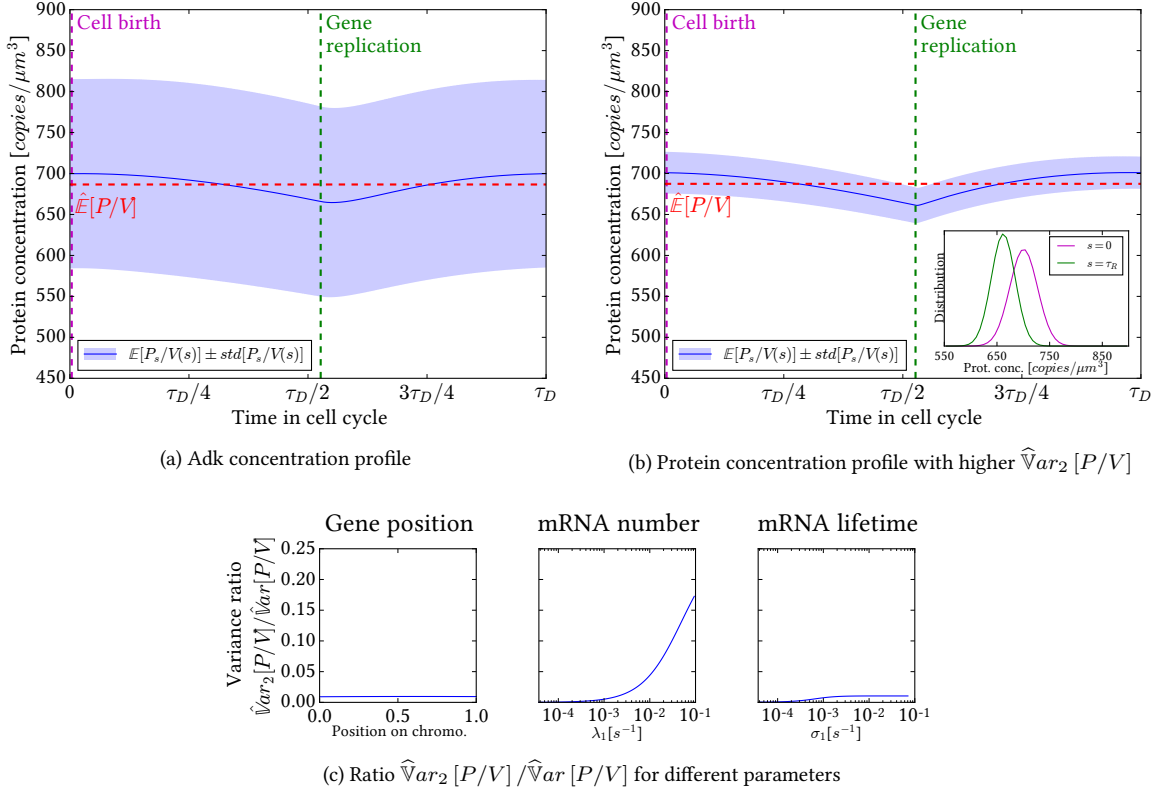 Cell birth
Gene
replication
Protein concentration [copies/μm³]
900
850
800
750
700
650
600
550
500
450
Ê[P/V]
𝔼[P_s/V(s)] ± std[P_s/V(s)]
0
τ_D/4
τ_D/2
3τ_D/4
τ_D
Time in cell cycle
(a) Adk concentration profile
Cell birth
Gene
replication
Protein concentration [copies/μm³]
900
850
800
750
700
650
600
550
500
450
Ê[P/V]
𝔼[P_s/V(s)] ± std[P_s/V(s)]
Distribution
s=0
s=τ_R
550
650
750
850
Prot. conc. [copies/μm³]
0
τ_D/4
τ_D/2
3τ_D/4
τ_D
Time in cell cycle
(b) Protein concentration profile with higher 𝕍̂ar₂ [P/V]
Gene position
mRNA number
mRNA lifetime
Variance ratio
𝕍̂ar₂[P/V]/𝕍̂ar[P/V]
0.25
0.20
0.15
0.10
0.05
0.00
0.0
0.5
1.0
Position on chromo.
10⁻⁴
10⁻³
10⁻²
10⁻¹
λ₁[s⁻¹]
10⁻⁴
10⁻³
10⁻²
10⁻¹
σ₁[s⁻¹]
(c) Ratio 𝕍̂ar₂ [P/V] /𝕍̂ar [P/V] for different parameters